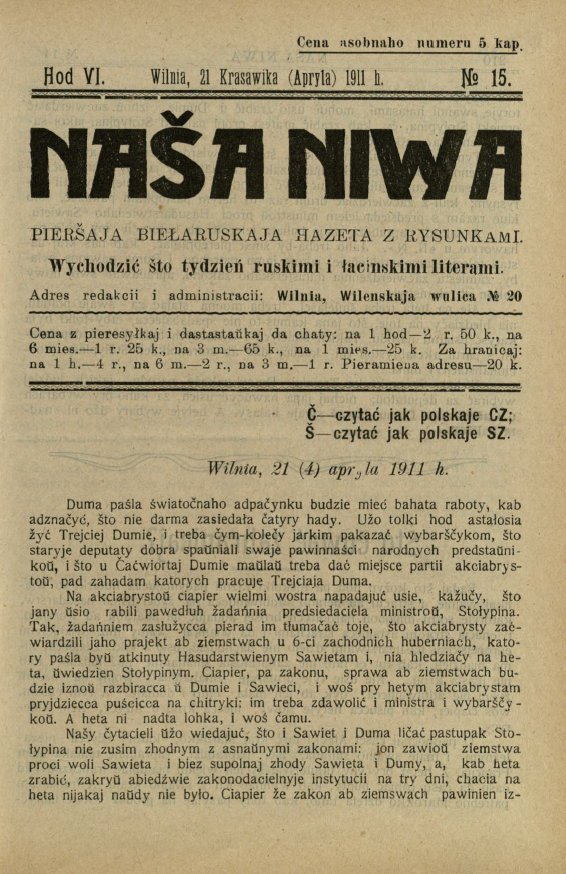 Cena asobnaho numeru 5 kap.
Hod VI. Wilnia, 21 Krasawika (Apryla) 1911 h. № 15.
NAŠA NIWA
PIERŠAJA BIEŁARUSKAJA HAZETA Z RYSUNKAMI.
Wychodzić što tydzień ruskimi i łacinskimi literami.
Adres redakcii i administracii: Wilnia, Wilenskaja wulica № 20
Cena z pieresyłkaj i dastastaŭkaj da chaty: na 1 hod—2 r. 50 k., na
6 mies.—1 r. 25 k., na 3 m.—65 k., na 1 mies.—25 k. Za hranicaj:
na 1 h.—4 r., na 6 m.—2 r., na 3 m.—1 r. Pieramiena adresu—20 k.
Č—czytać jak polskaje CZ;
Š—czytać jak polskaje SZ.
Wilnia, 21 (4) apryla 1911 h.
Duma paśla świato̍čnaho adpačynku budzie mieć bahata raboty, kab
adznačyć, što nie darma zasiedała čatyry hady. Užo tolki hod astałosia
žyć Trejciej Dumie, i treba čym-kolečy jarkim pakazać wybarščykom, što
staryje deputaty dobra spaŭniali swaje pawinnaści narodnych predstaŭni-
koŭ, i što u Čaćwiortaj Dumie maŭlaŭ treba dać miejsce partii akciabrys-
toŭ, pad zahadam katorych pracuje Trejciaja Duma.
Na akciabrystoŭ ciapier wielmi wostra napadajuć usie, kažučy, što
jany ŭsio rabili pawedłuh žadańnia predsiedaciela ministroŭ, Stołypina.
Tak, žadańniem zasłužycca pierad im tłumačać toje, što akciabrysty zać-
wiardzili jaho prajekt ab ziemstwach u 6-ci zachodnich huberniach, kato-
ry paśla byŭ atkinuty Hasudarstwienym Sawietam i, nia hledziačy na he-
ta, ŭwiedzien Stołypinym. Ciapier, pa zakonu, sprawa ab ziemstwach bu-
dzie iznoŭ razbiracca ŭ Dumie i Sawieci, i woś pry hetym akciabrystam
pryjdziecca puścicca na chitryki: im treba zdawolić i ministra i wybarščy-
koŭ. A heta ni nadta lohka, i woś čamu.
Našy čytacieli ŭžo wiedajuć, što i Sawiet i Duma ličać pastupak Sto-
łypina nie zusim zhodnym z asnaŭnymi zakonami: jon zawioŭ ziemstwa
proci woli Sawieta i biez supolnaj zhody Sawieta i Dumy, a, kab heta
zrabić, zakryŭ abiedźwie zakonodacielnyje instytucii na try dni, chacia na
heta nijakaj naŭdy nie było. Ciapier že zakon ab ziemswach pawinien iz-